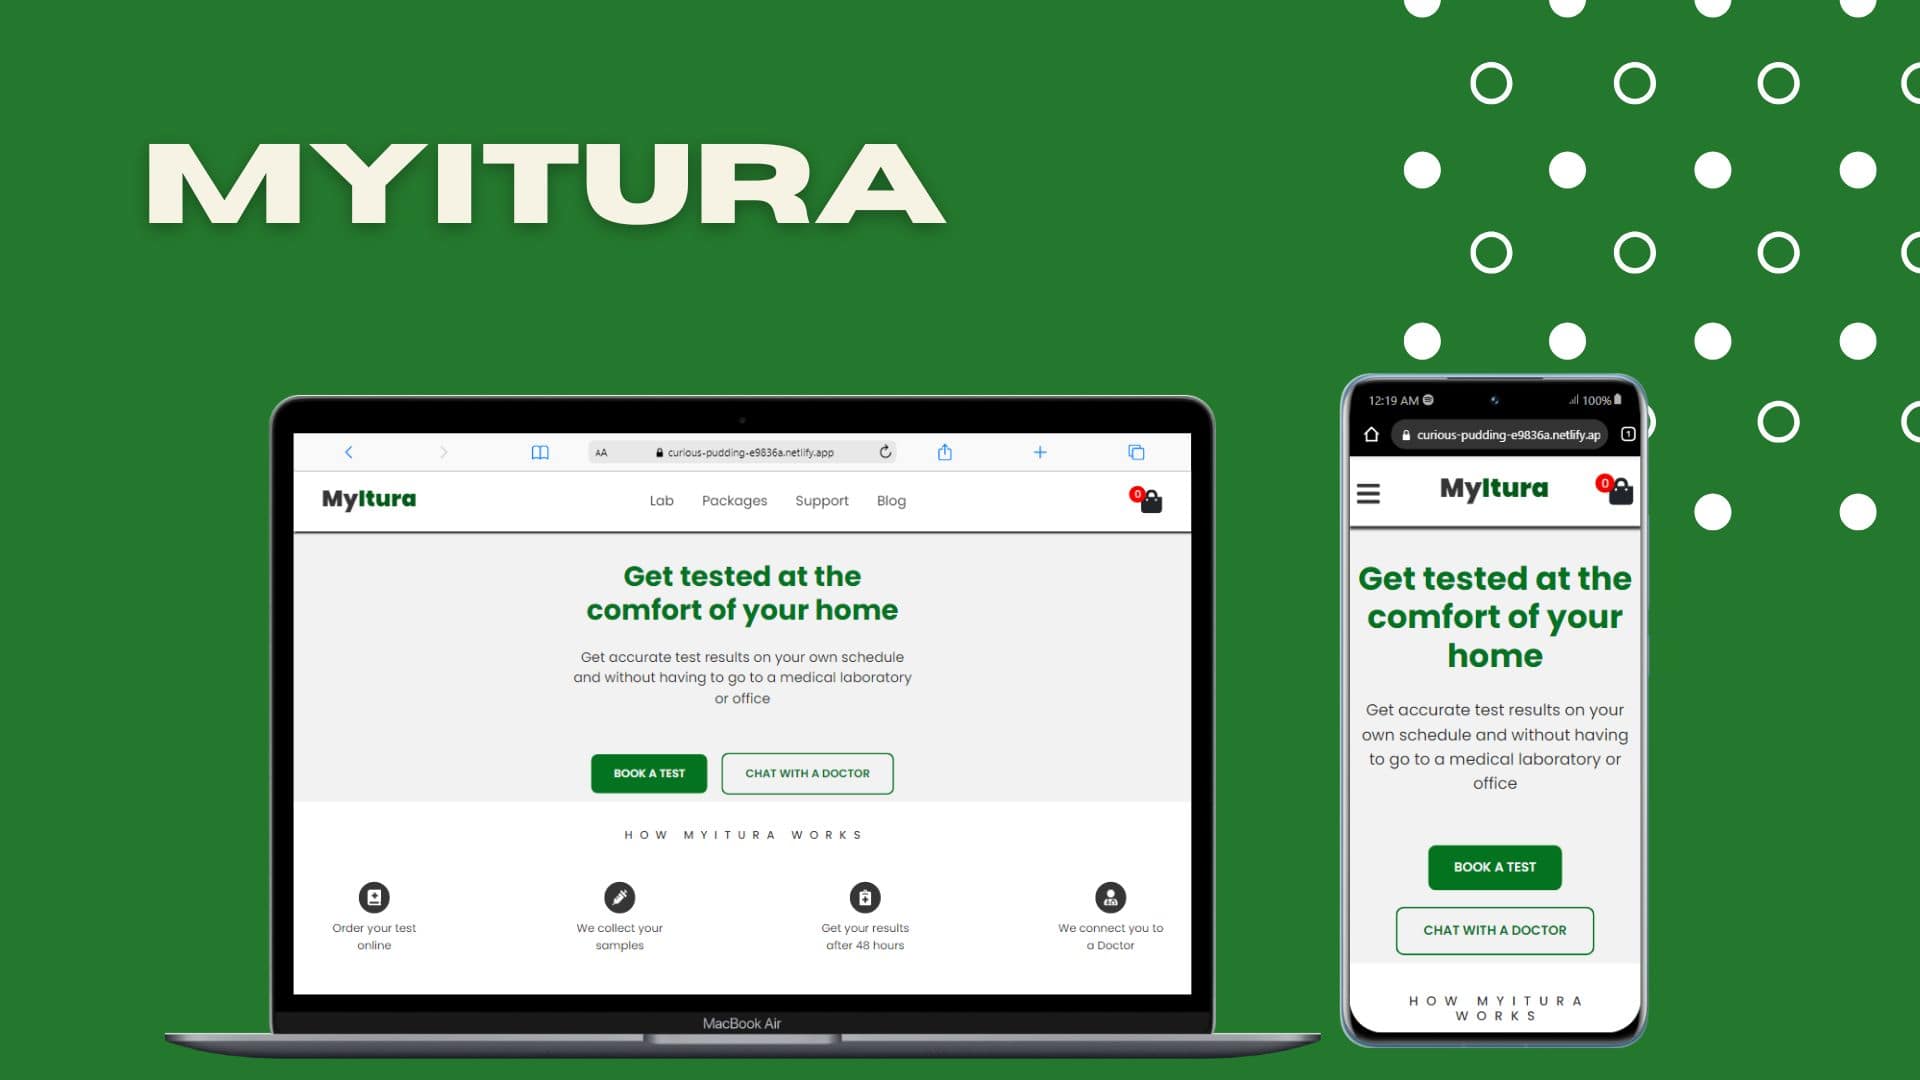 MYITURA
AA
curious-pudding-e9836a.netlify.app
MyItura
Lab
Packages
Support
Blog
0
Get tested at the
comfort of your home
Get accurate test results on your own schedule
and without having to go to a medical laboratory
or office
BOOK A TEST
CHAT WITH A DOCTOR
HOW MYITURA WORKS
Order your test
online
We collect your
samples
Get your results
after 48 hours
We connect you to
a Doctor
MacBook Air
12:19 AM
100%
curious-pudding-e9836a.netlify.ap
1
MyItura
0
Get tested at the
comfort of your
home
Get accurate test results on your
own schedule and without having
to go to a medical laboratory or
office
BOOK A TEST
CHAT WITH A DOCTOR
HOW MYITURA
WORKS